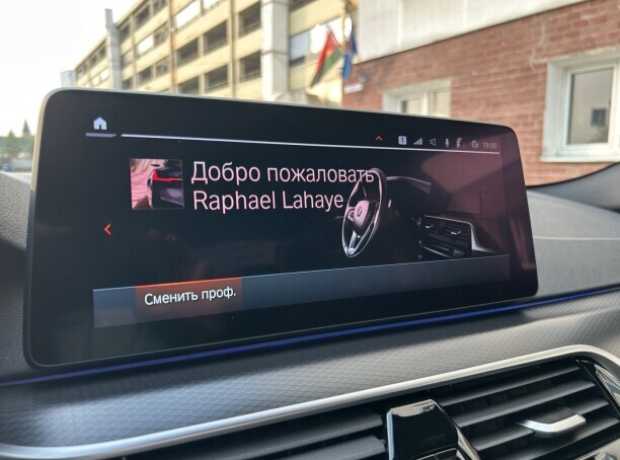 Добро пожаловать
Raphael Lahaye
Сменить проф.